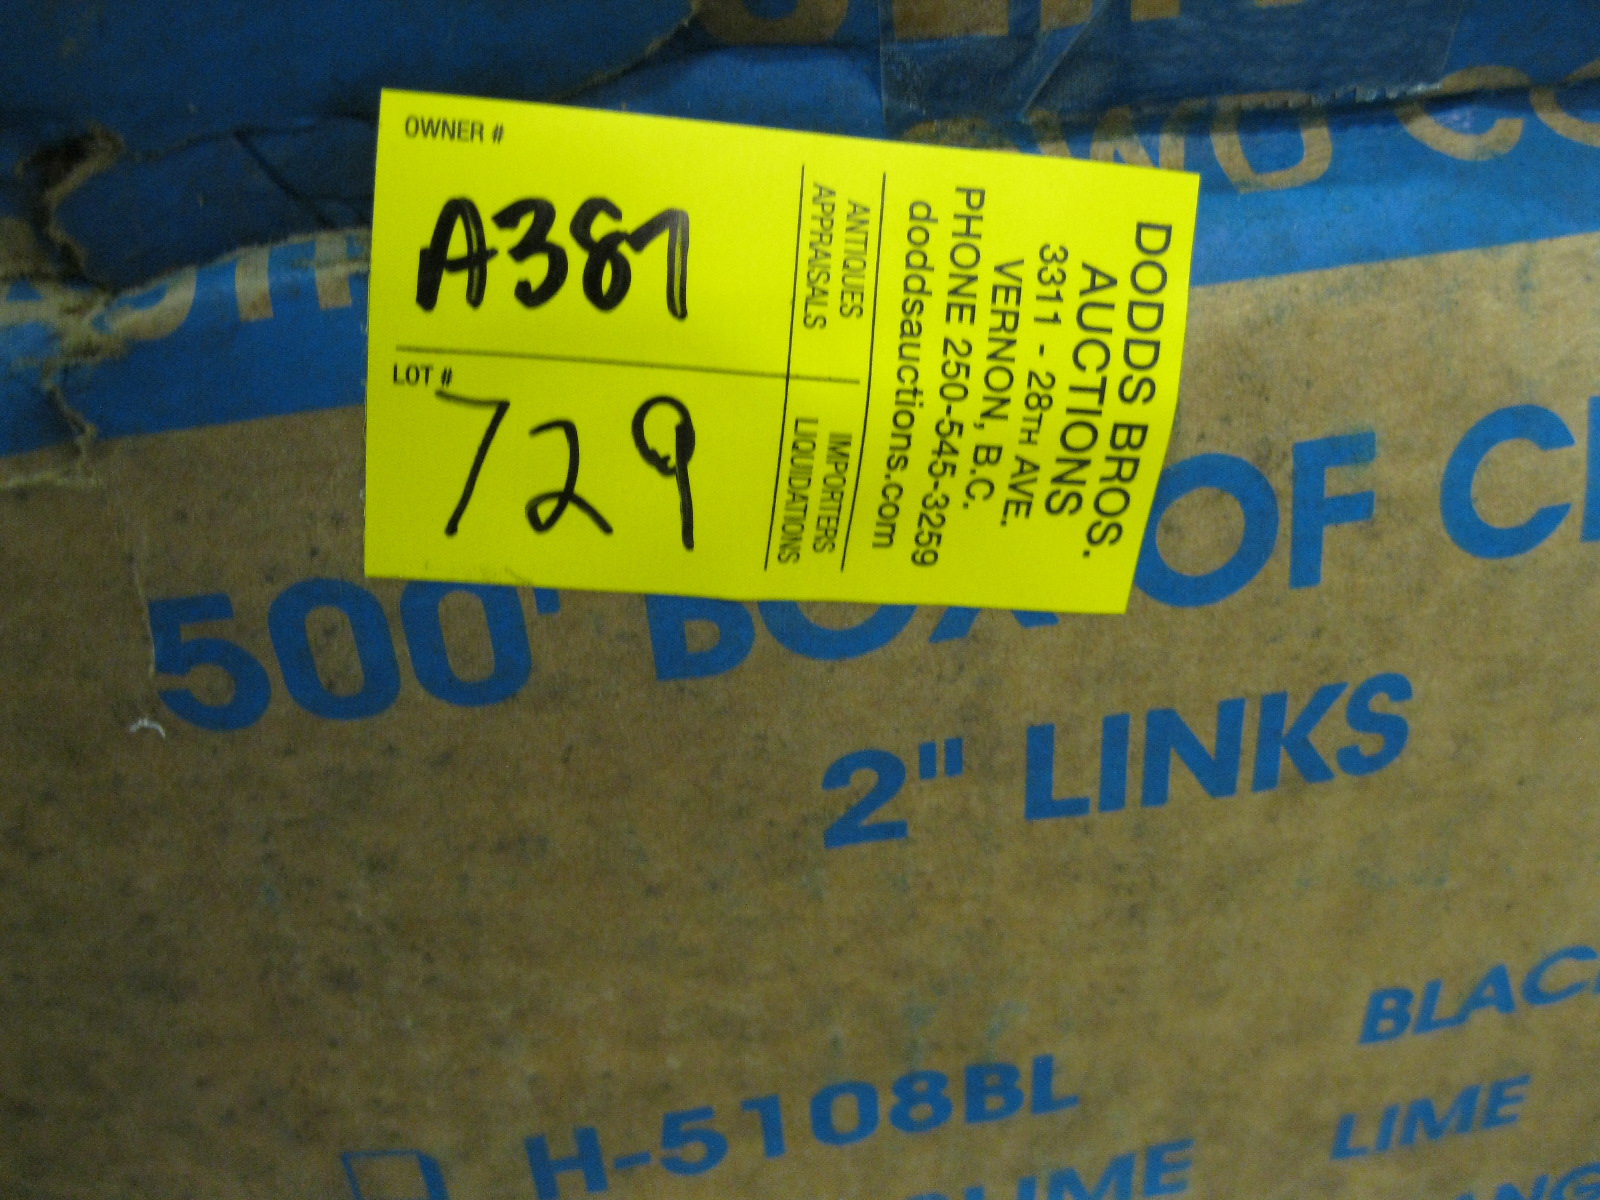 OWNER #
A387
LOT #
729
ANTIQUES
APPRAISALS
IMPORTERS
LIQUIDATIONS
DODDS BROS.
AUCTIONS
3311 - 28TH AVE.
VERNON, B.C.
PHONE 250-545-3259
doddsauctions.com
500' BOX OF
2" LINKS
H-5108BL
LIME